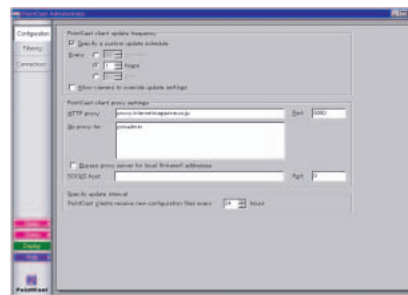 PointCast Administrator
Configuration
Filtering
Connections
PointCast client update frequency
Specify a custom update schedule
Every
hours
Allow viewers to override update settings
PointCast client proxy settings
HTTP proxy:
Port:
No proxy for:
Bypass proxy server for local (intranet) addresses
SOCKS host:
Port:
0
Specify update interval
PointCast clients receive new configuration files every 24 hours
Deploy
PointCast